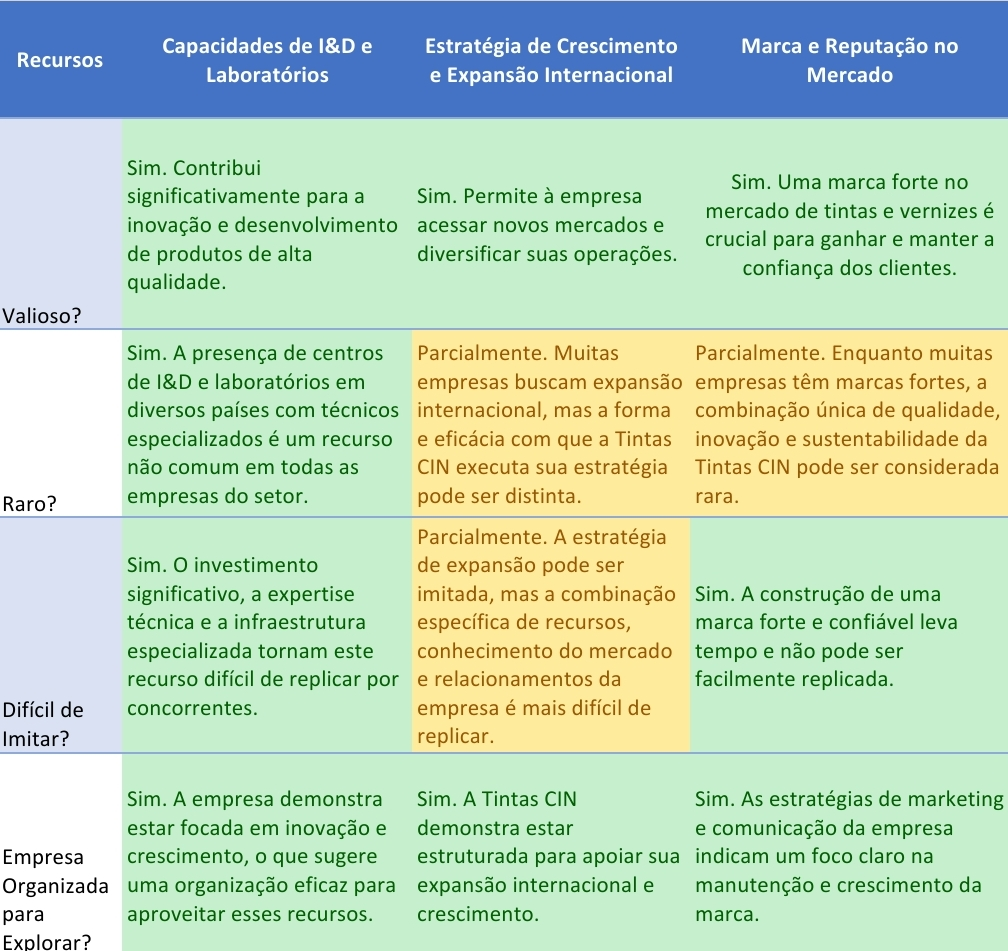 Recursos
Capacidades de I&D e
Laboratórios
Estratégia de Crescimento
e Expansão Internacional
Marca e Reputação no
Mercado
Valioso?
Sim. Contribui
significativamente para a
inovação e desenvolvimento
de produtos de alta
qualidade.
Sim. Permite à empresa
acessar novos mercados e
diversificar suas operações.
Sim. Uma marca forte no
mercado de tintas e vernizes é
crucial para ganhar e manter a
confiança dos clientes.
Raro?
Sim. A presença de centros
de I&D e laboratórios em
diversos países com técnicos
especializados é um recurso
não comum em todas as
empresas do setor.
Parcialmente. Muitas
empresas buscam expansão
internacional, mas a forma
e eficácia com que a Tintas
CIN executa sua estratégia
pode ser distinta.
Parcialmente. Enquanto muitas
empresas têm marcas fortes, a
combinação única de qualidade,
inovação e sustentabilidade da
Tintas CIN pode ser considerada
rara.
Difícil de
Imitar?
Sim. O investimento
significativo, a expertise
técnica e a infraestrutura
especializada tornam este
recurso difícil de replicar por
concorrentes.
Parcialmente. A estratégia
de expansão pode ser
imitada, mas a combinação
específica de recursos,
conhecimento do mercado
e relacionamentos da
empresa é mais difícil de
replicar.
Sim. A construção de uma
marca forte e confiável leva
tempo e não pode ser
facilmente replicada.
Empresa
Organizada
para
Explorar?
Sim. A empresa demonstra
estar focada em inovação e
crescimento, o que sugere
uma organização eficaz para
aproveitar esses recursos.
Sim. A Tintas CIN
demonstra estar
estruturada para apoiar sua
expansão internacional e
crescimento.
Sim. As estratégias de marketing
e comunicação da empresa
indicam um foco claro na
manutenção e crescimento da
marca.